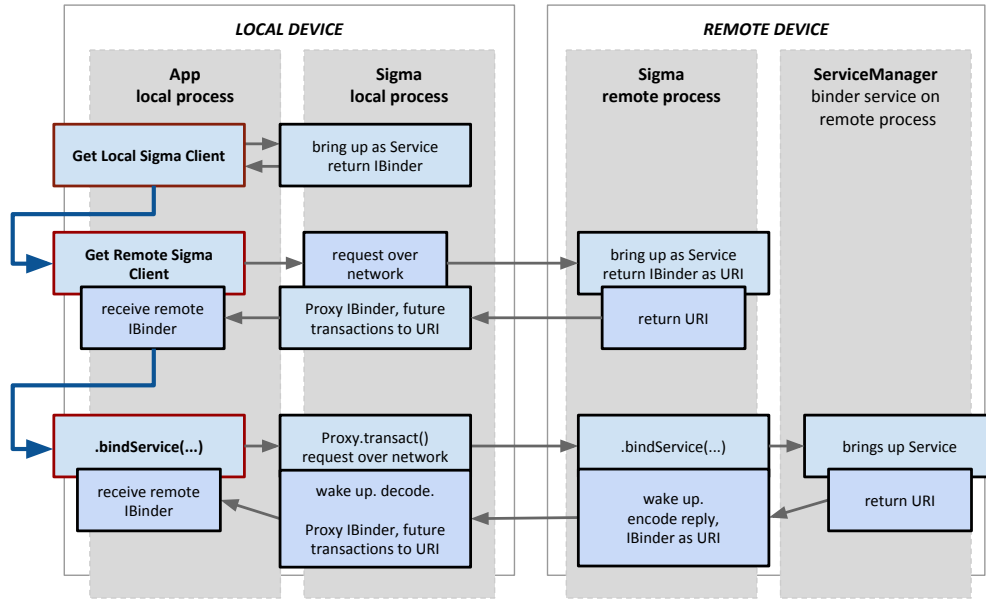 LOCAL DEVICE
REMOTE DEVICE
App
local process
Sigma
local process
Sigma
remote process
ServiceManager
binder service on
remote process
Get Local Sigma Client
bring up as Service
return IBinder
Get Remote Sigma
Client
request over
network
bring up as Service
return IBinder as URI
receive remote
IBinder
Proxy IBinder, future
transactions to URI
return URI
.bindService(...)
Proxy.transact()
request over network
.bindService(...)
brings up Service
receive remote
IBinder
wake up. decode.
Proxy IBinder, future
transactions to URI
wake up.
encode reply,
IBinder as URI
return URI